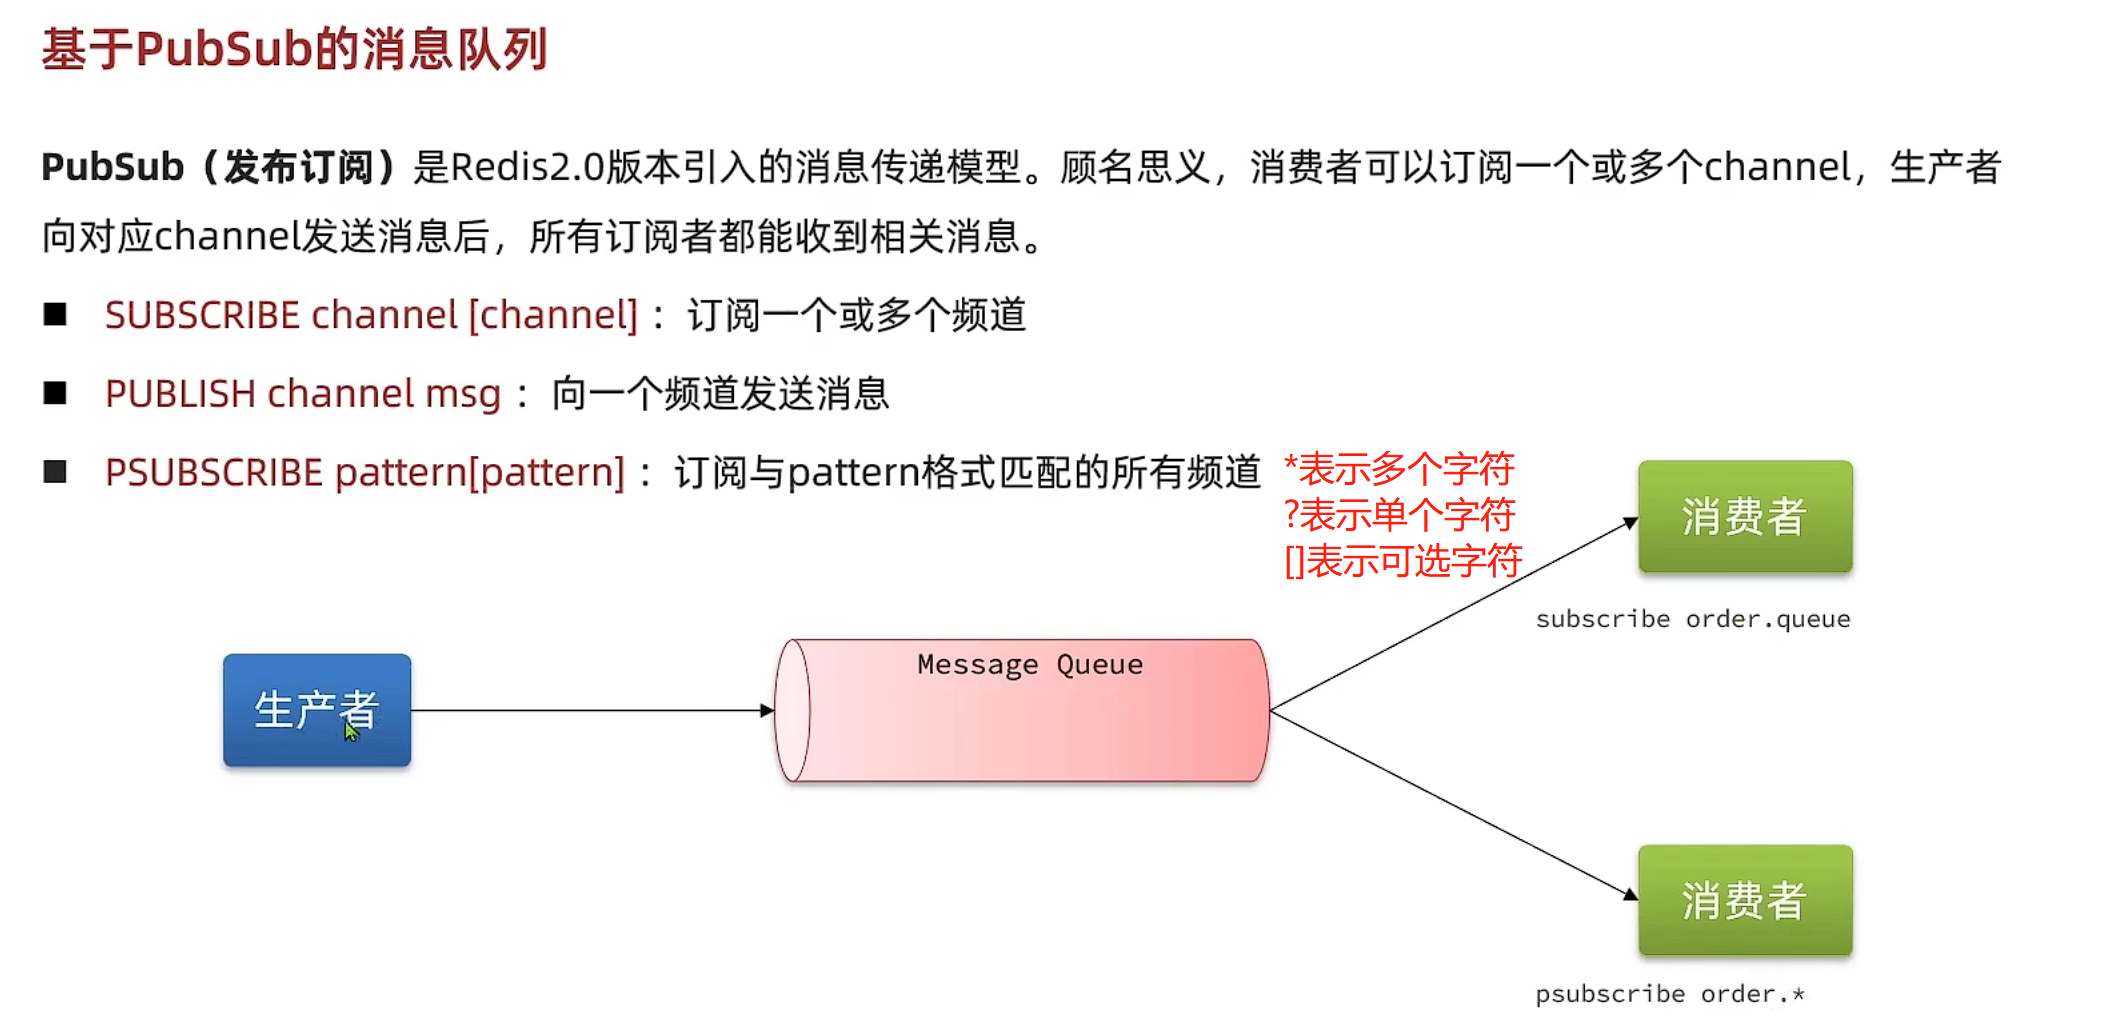 基于PubSub的消息队列
PubSub（发布订阅）是Redis2.0版本引入的消息传递模型。顾名思义，消费者可以订阅一个或多个channel，生产者
向对应channel发送消息后，所有订阅者都能收到相关消息。
■ SUBSCRIBE channel [channel] ：订阅一个或多个频道
■ PUBLISH channel msg ：向一个频道发送消息
■ PSUBSCRIBE pattern[pattern] ：订阅与pattern格式匹配的所有频道
*表示多个字符
?表示单个字符
[]表示可选字符
消费者
subscribe order.queue
Message Queue
生产者
消费者
psubscribe order.*